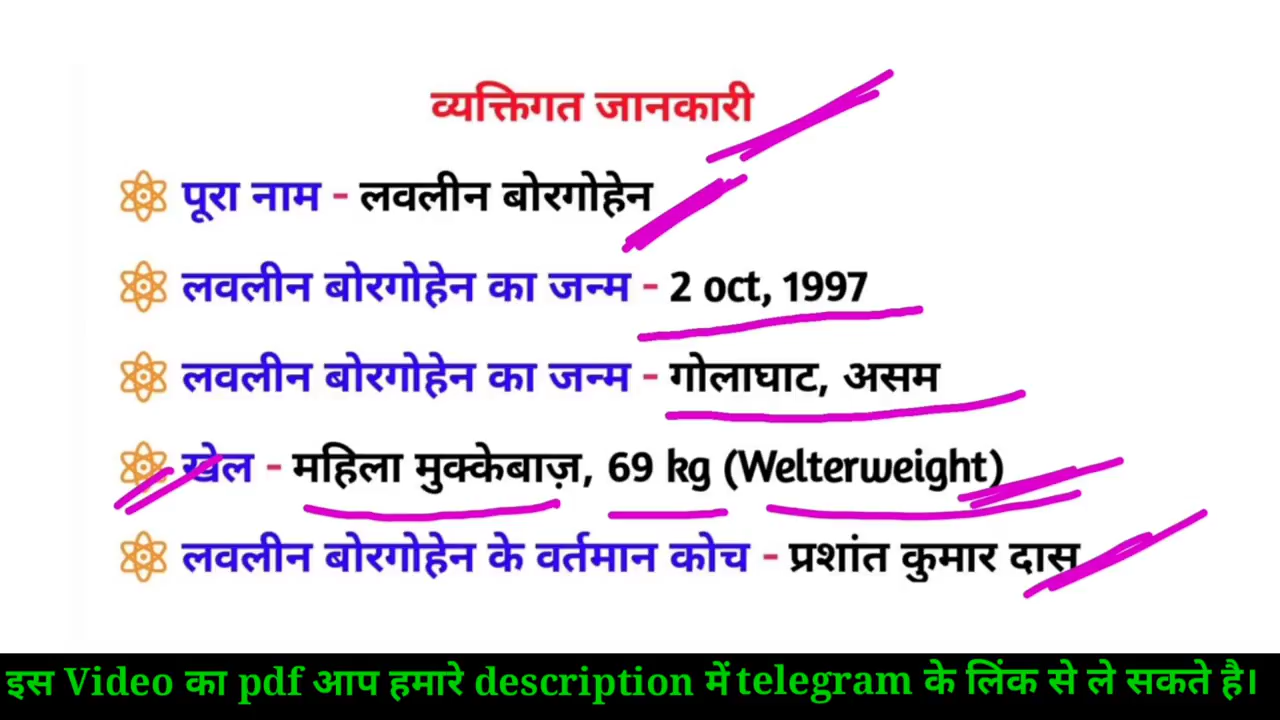 व्यक्तिगत जानकारी
पूरा नाम - लवलीन बोरगोहेन
लवलीन बोरगोहेन का जन्म - 2 oct, 1997
लवलीन बोरगोहेन का जन्म - गोलाघाट, असम
खेल - महिला मुक्केबाज़, 69 kg (Welterweight)
लवलीन बोरगोहेन के वर्तमान कोच - प्रशांत कुमार दास
इस Video का pdf आप हमारे description में telegram के लिंक से ले सकते है।